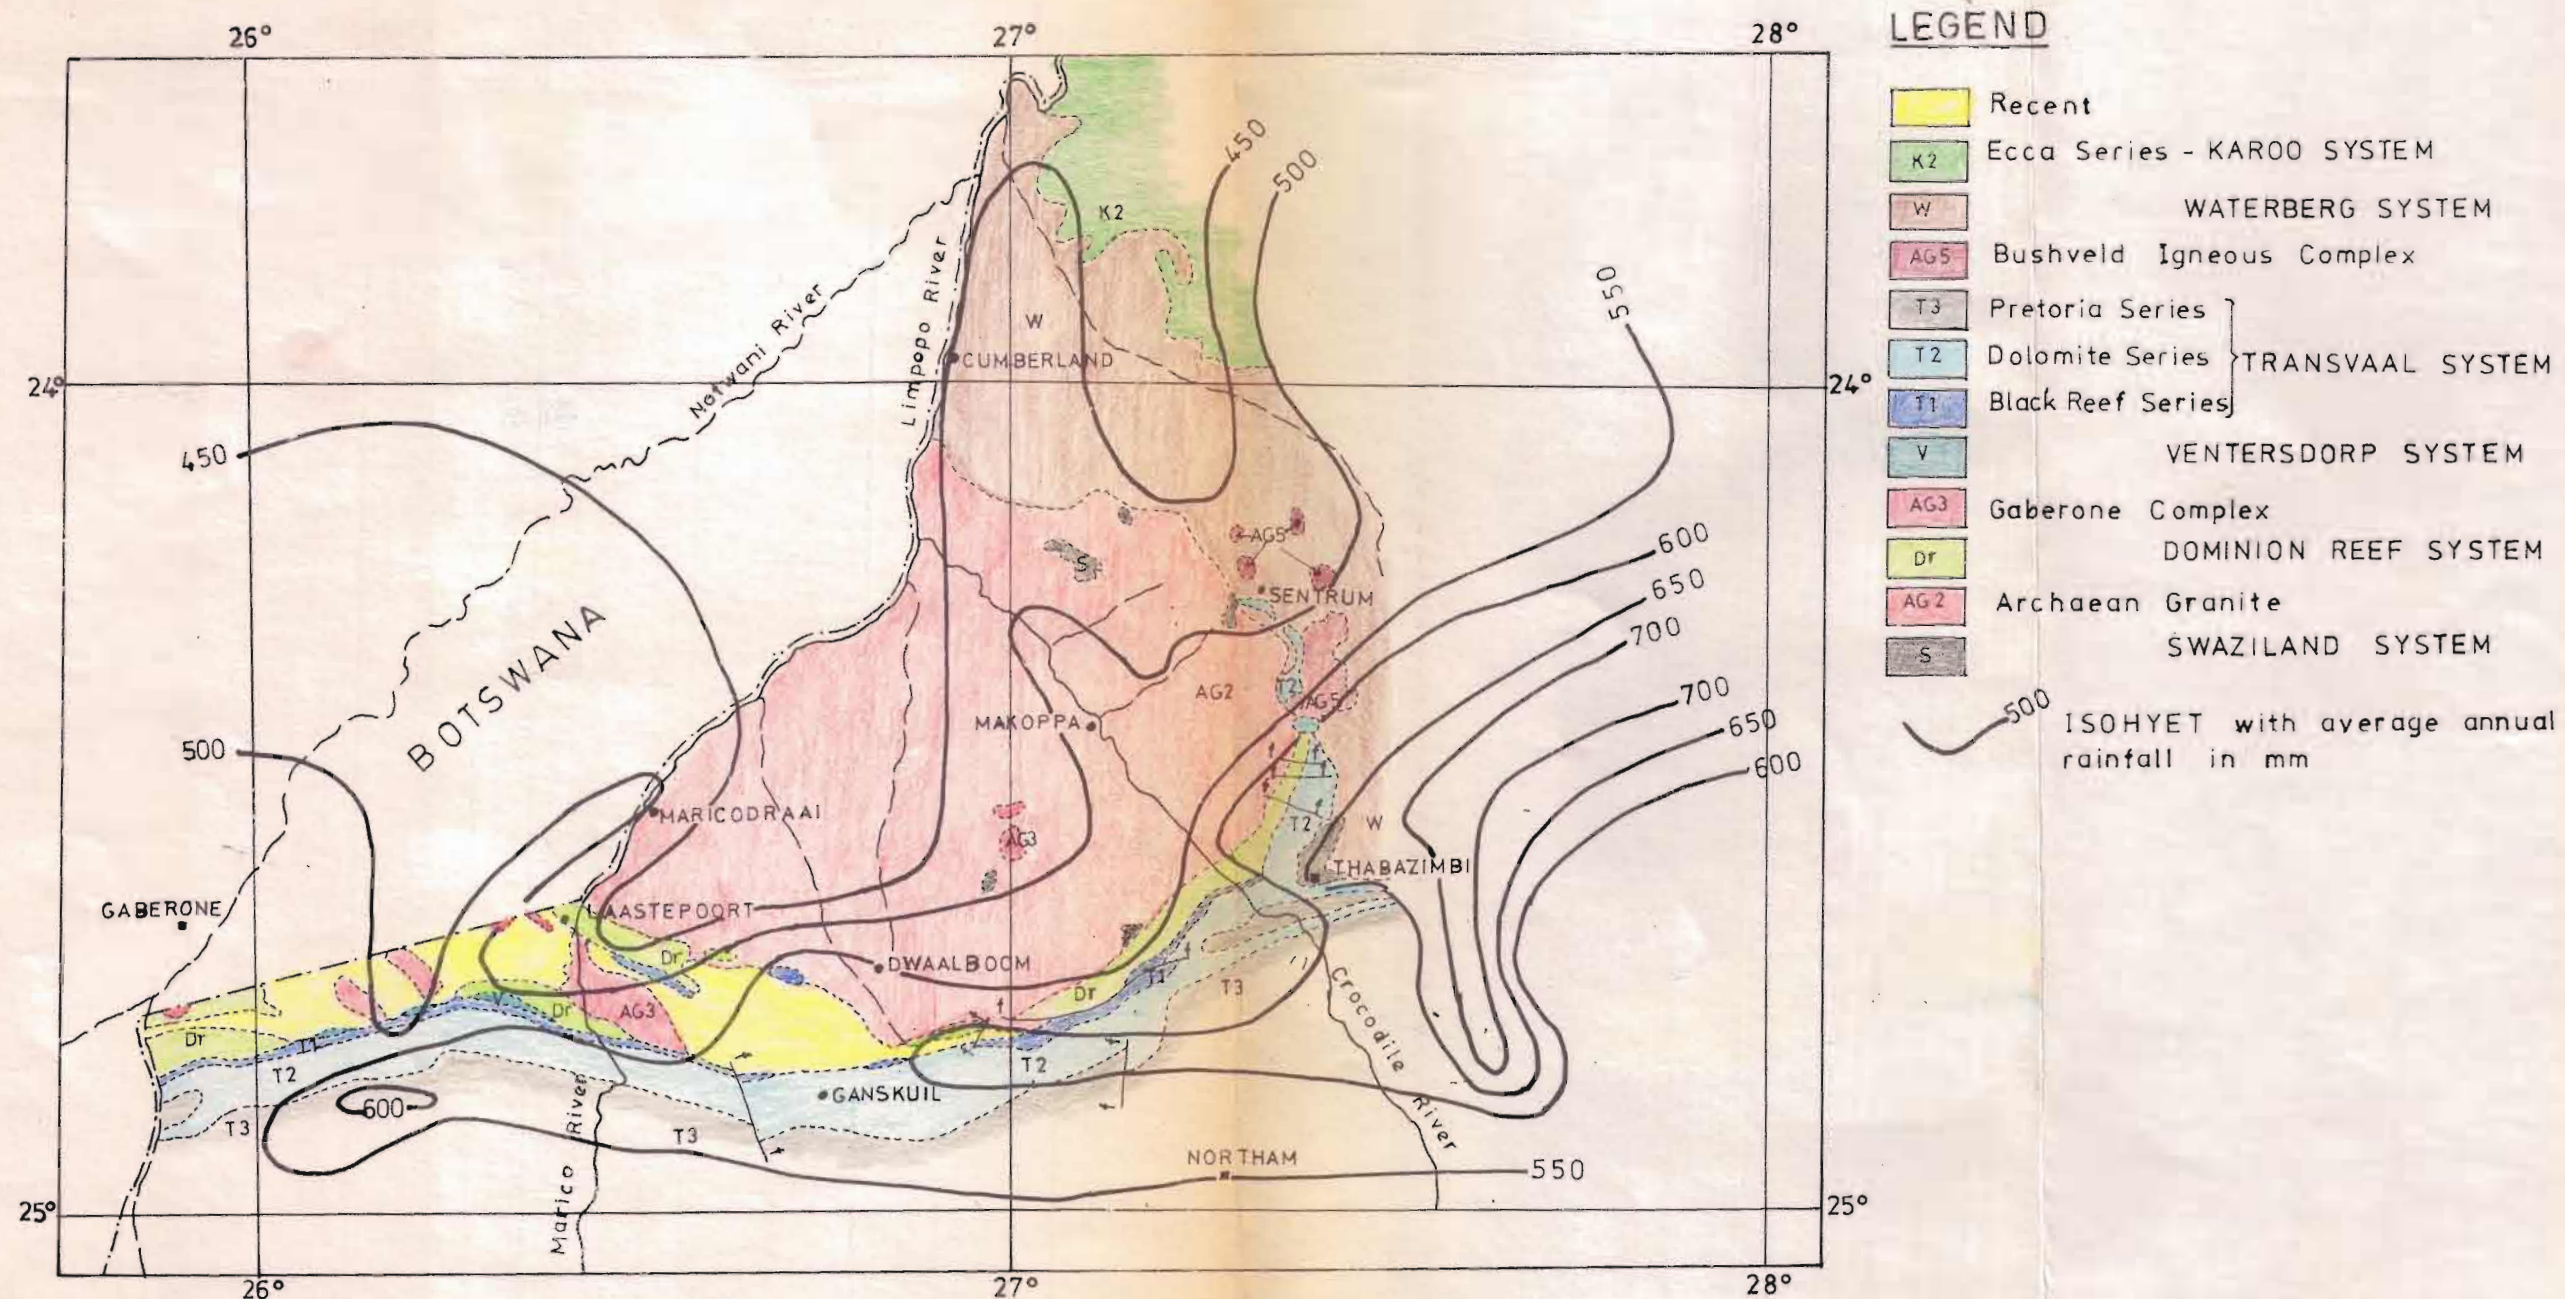 26°
27°
28°
450
500
K2
Notwani River
Limpopo River
550
W
CUMBERLAND
24°
24°
450
AG5
600
S
SENTRUM
650
700
BOTSWANA
AG2
T2
AG5
700
MAKOPPA
650
500
600
MARICODRAAI
AG3
T2
W
THABAZIMBI
GABERONE
LAASTEPOORT
Dr
DWAALBOOM
T1
Dr
T3
V
Dr
AG3
Crocodile River
Dr
T1
T2
T2
GANSKUIL
600
T3
T3
Marico River
NORTHAM
550
25°
25°
26°
27°
28°
LEGEND
Recent
K2 Ecca Series - KAROO SYSTEM
W WATERBERG SYSTEM
AG5 Bushveld Igneous Complex
T3 Pretoria Series
T2 Dolomite Series TRANSVAAL SYSTEM
T1 Black Reef Series
V VENTERSDORP SYSTEM
AG3 Gaberone Complex
Dr DOMINION REEF SYSTEM
AG2 Archaean Granite
S SWAZILAND SYSTEM
500 ISOHYET with average annual
rainfall in mm